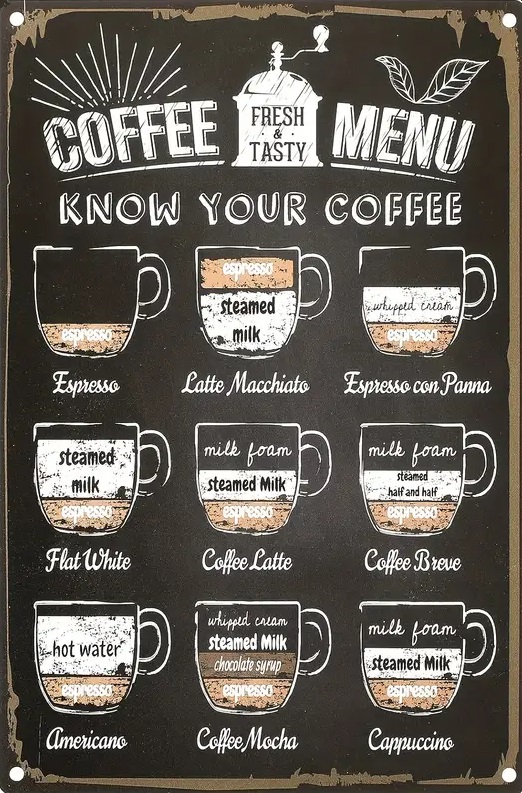 COFFEE
FRESH
&
TASTY
MENU
KNOW YOUR COFFEE
espresso
Espresso
espresso
steamed
milk
Latte Macchiato
whipped cream
espresso
Espresso con Panna
steamed
milk
espresso
Flat White
milk foam
steamed Milk
espresso
Coffee Latte
milk foam
steamed
half and half
espresso
Coffee Breve
hot water
espresso
Americano
whipped cream
steamed Milk
chocolate syrup
espresso
Coffee Mocha
milk foam
steamed Milk
espresso
Cappuccino